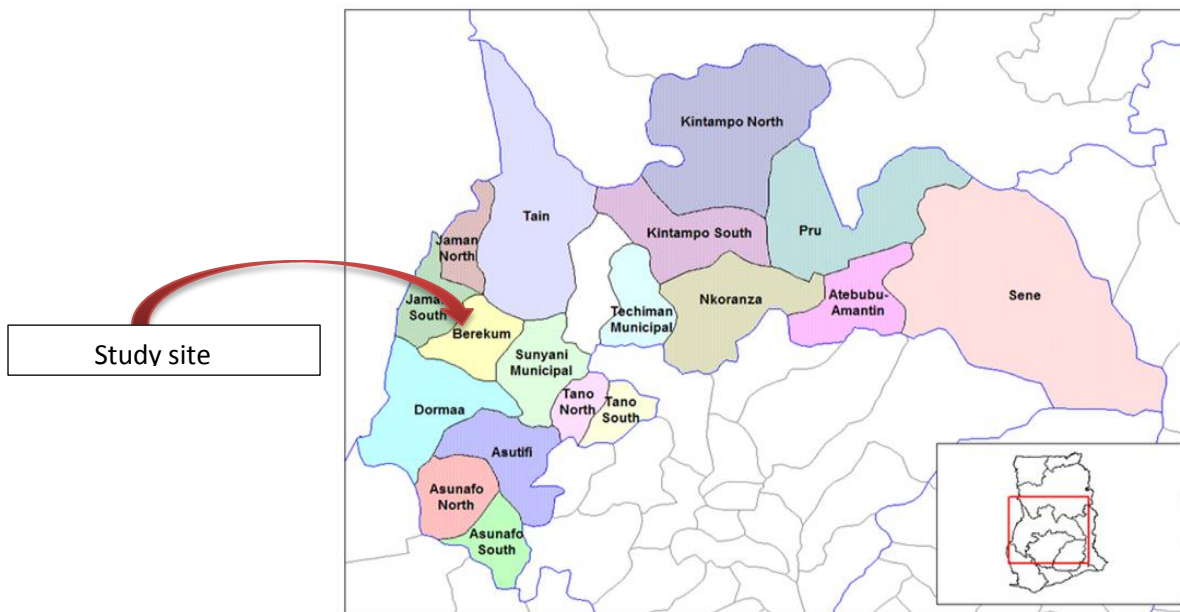 Kintampo North
Tain
Jaman
North
Kintampo South
Pru
Jaman
South
Berekum
Techiman
Municipal
Nkoranza
Atebubu-
Amantin
Sene
Study site
Sunyani
Municipal
Tano
North
Tano
South
Dormaa
Asutifi
Asunafo
North
Asunafo
South